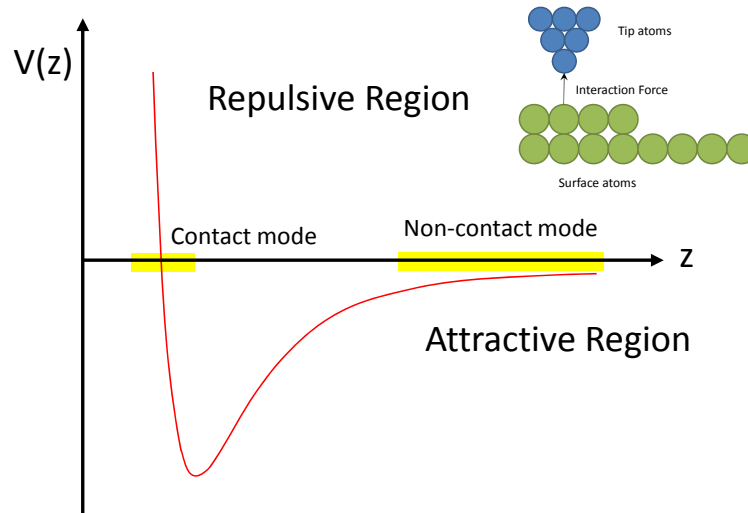 V(z)
Tip atoms
Repulsive Region
Interaction Force
Surface atoms
Contact mode
Non-contact mode
z
Attractive Region